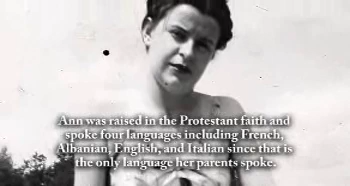 Ann was raised in the Protestant faith and
spoke four languages including French,
Albanian, English, and Italian since that is
the only language her parents spoke.